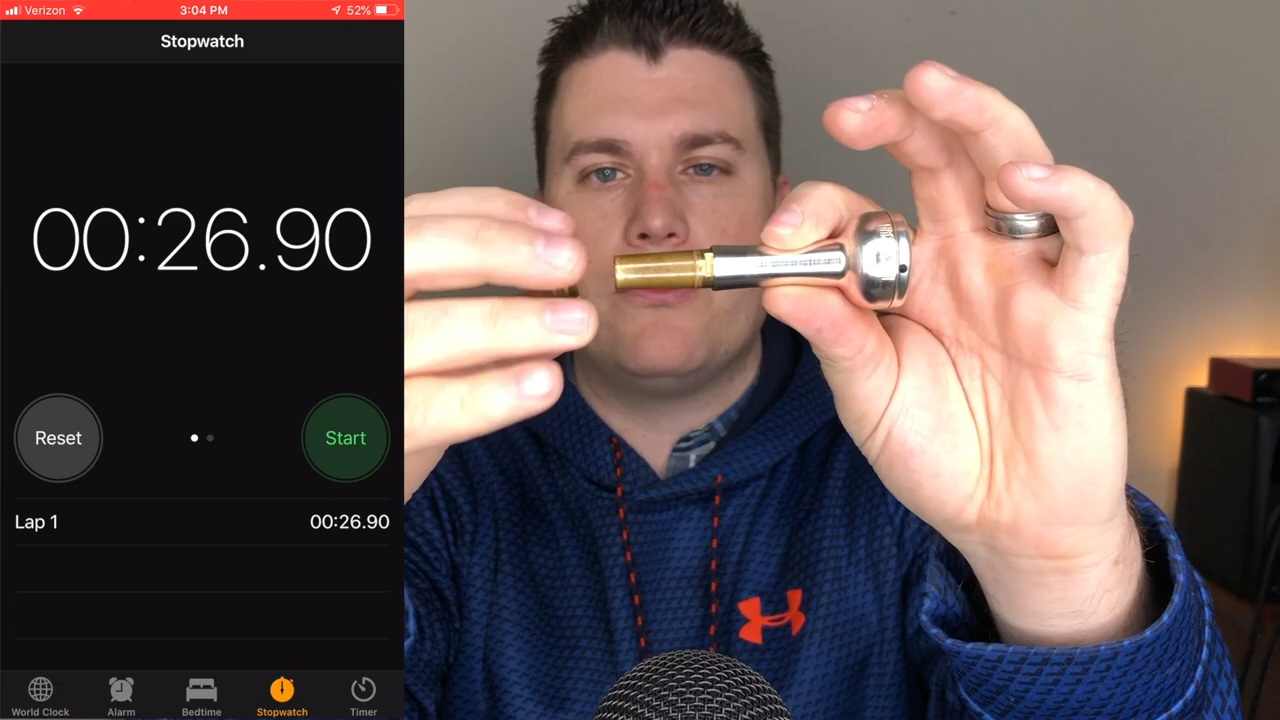 Verizon 3:04 PM 52%
Stopwatch
00:26.90
Reset Start
Lap 1 00:26.90
World Clock Alarm Bedtime Stopwatch Timer